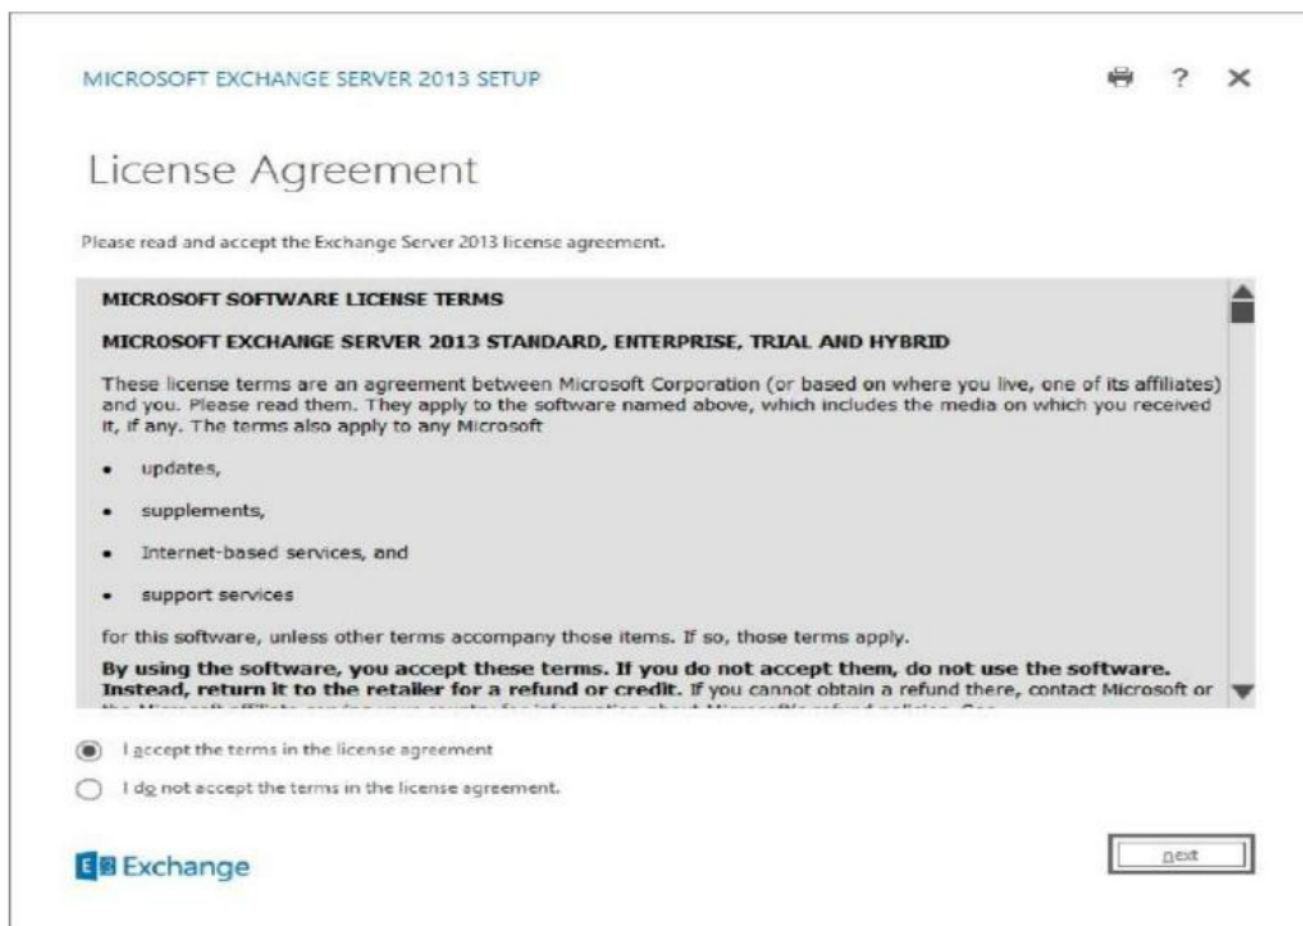 MICROSOFT EXCHANGE SERVER 2013 SETUP
?
License Agreement
Please read and accept the Exchange Server 2013 license agreement.
MICROSOFT SOFTWARE LICENSE TERMS
MICROSOFT EXCHANGE SERVER 2013 STANDARD, ENTERPRISE, TRIAL AND HYBRID
These license terms are an agreement between Microsoft Corporation (or based on where you live, one of its affiliates)
and you. Please read them. They apply to the software named above, which includes the media on which you received
it, if any. The terms also apply to any Microsoft
• updates,
• supplements,
• Internet-based services, and
• support services
for this software, unless other terms accompany those items. If so, those terms apply.
By using the software, you accept these terms. If you do not accept them, do not use the software.
Instead, return it to the retailer for a refund or credit. If you cannot obtain a refund there, contact Microsoft or
I accept the terms in the license agreement
I do not accept the terms in the license agreement.
E Exchange
next